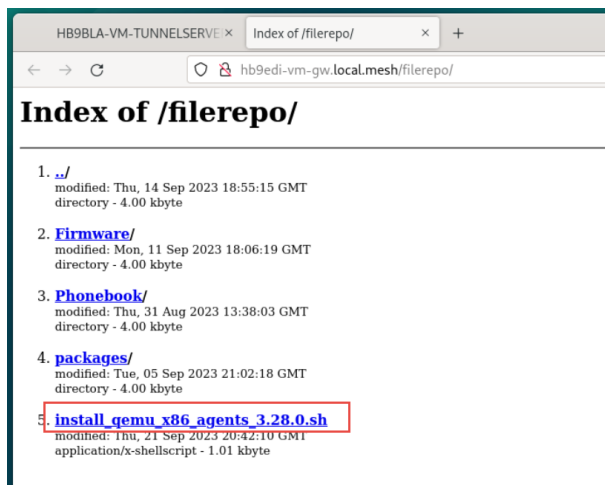 HB9BLA-VM-TUNNELSERVE
Index of /filerepo/
hb9edi-vm-gw.local.mesh/filerepo/
Index of /filerepo/
1. ../
modified: Thu, 14 Sep 2023 18:55:15 GMT
directory - 4.00 kbyte
2. Firmware/
modified: Mon, 11 Sep 2023 18:06:19 GMT
directory - 4.00 kbyte
3. Phonebook/
modified: Thu, 31 Aug 2023 13:38:03 GMT
directory - 4.00 kbyte
4. packages/
modified: Tue, 05 Sep 2023 21:02:18 GMT
directory - 4.00 kbyte
5. install_qemu_x86_agents_3.28.0.sh
modified: Thu, 21 Sep 2023 20:42:10 GMT
application/x-shellscript - 1.01 kbyte